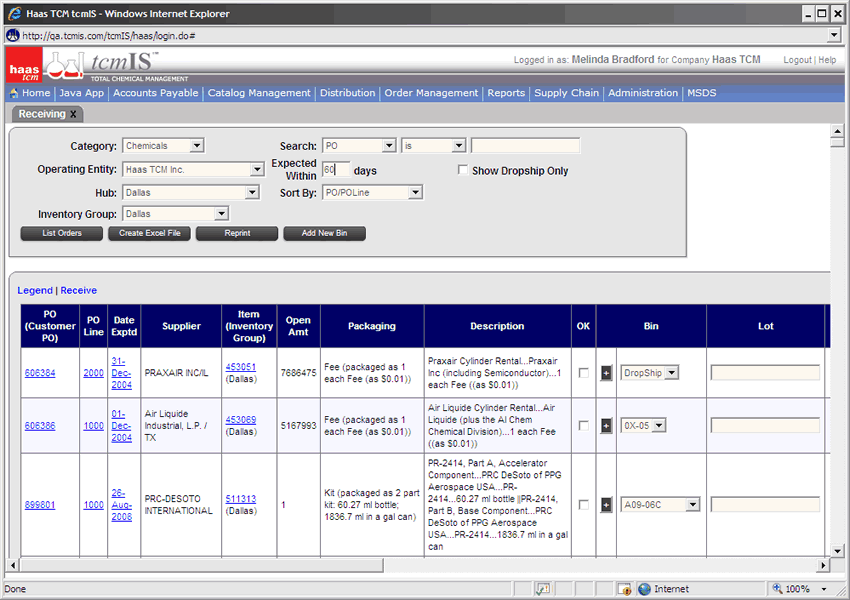 Haas TCM tcmIS - Windows Internet Explorer
http://qa.tcmis.com/tcmIS/haas/login.do#
haas tcm
tcmIS™
TOTAL CHEMICAL MANAGEMENT
Logged in as: Melinda Bradford for Company Haas TCM
Logout | Help
Home | Java App | Accounts Payable | Catalog Management | Distribution | Order Management | Reports | Supply Chain | Administration | MSDS
Receiving X
Category: Chemicals Search: PO is
Operating Entity: Haas TCM Inc. Expected Within 60 days Show Dropship Only
Hub: Dallas Sort By: PO/POLine
Inventory Group: Dallas
List Orders Create Excel File Reprint Add New Bin
Legend | Receive
PO (Customer PO) PO Line Date Exptd Supplier Item (Inventory Group) Open Amt Packaging Description OK Bin Lot
606384 2000 31-Dec-2004 PRAXAIR INC/IL 453051 (Dallas) 7686475 Fee (packaged as 1 each Fee (as $0.01)) Praxair Cylinder Rental...Praxair Inc (including Semiconductor)...1 each Fee ((as $0.01)) + DropShip
606386 1000 01-Dec-2004 Air Liquide Industrial, L.P. / TX 453069 (Dallas) 5167993 Fee (packaged as 1 each Fee (as $0.01)) Air Liquide Cylinder Rental...Air Liquide (plus the Al Chem Chemical Division)...1 each Fee ((as $0.01)) + 0X-05
899801 1000 26-Aug-2008 PRC-DESOTO INTERNATIONAL 511313 (Dallas) 1 Kit (packaged as 2 part kit: 60.27 ml bottle; 1836.7 ml in a gal can) PR-2414, Part A, Accelerator Component...PRC DeSoto of PPG Aerospace USA...PR-2414...60.27 ml bottle ||PR-2414, Part B, Base Component...PRC DeSoto of PPG Aerospace USA...PR-2414...1836.7 ml in a gal can + A09-06C
Done Internet 100%